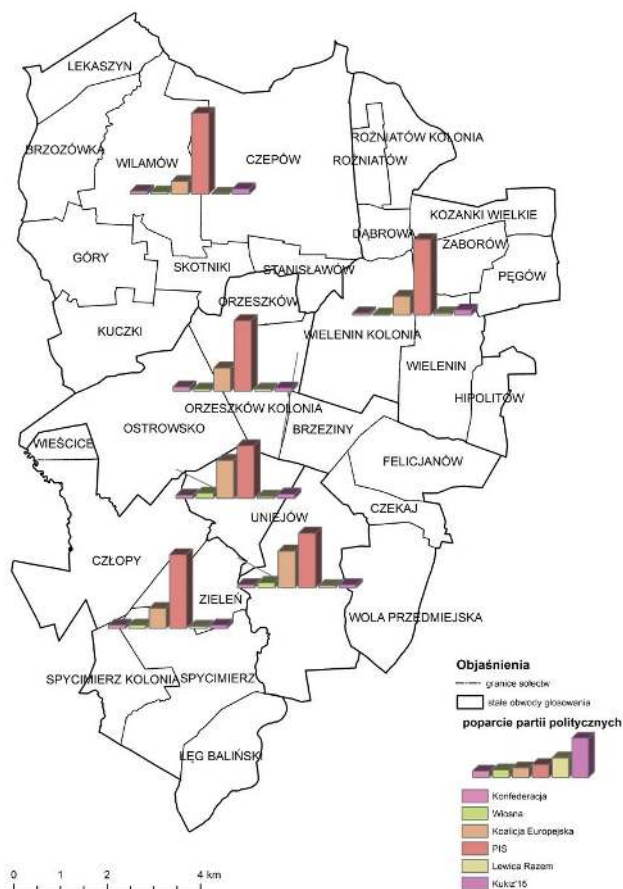 LEKASZYN
BRZOZÓWKA
WILAMÓW
CZEPÓW
ROŻNIATÓW KOLONIA
ROŻNIATÓW
KOZANKI WIELKIE
DĄBROWA
ZABORÓW
GÓRY
SKOTNIKI
STANISŁAWÓW
PĘGÓW
ORZESZKÓW
KUCZKI
WIELENIN KOLONIA
WIELENIN
HIPOLITÓW
ORZESZKÓW KOLONIA
OSTROWSKO
BRZEZINY
WIEŚCICE
FELICJANÓW
CZEKAJ
UNIEJÓW
CZŁOPY
ZIELEŃ
WOLA PRZEDMIEJSKA
SPYCIMIERZ KOLONIA
SPYCIMIERZ
ŁĘG BALIŃSKI
Objaśnienia
granice sołectw
stałe obwody głosowania
poparcie partii politycznych
Konfederacja
Wiosna
Koalicja Europejska
PIS
Lewica Razem
Kukiz'15
0 1 2 4 km